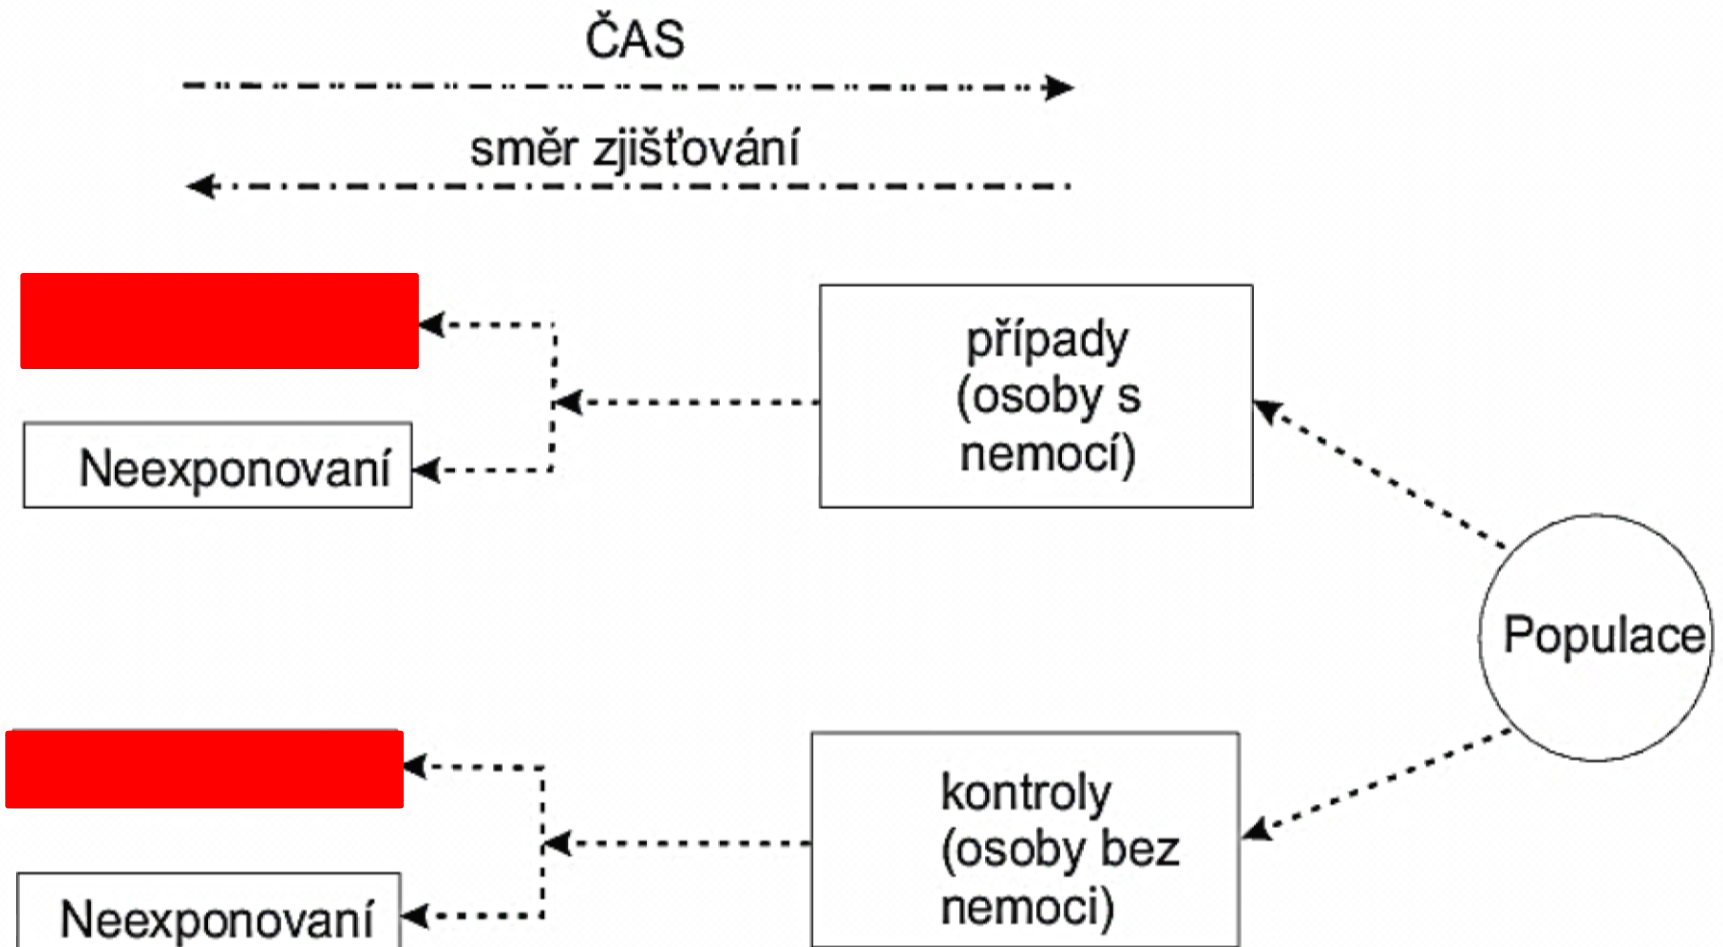 ČAS
směr zjišťování
případy
(osoby s
nemocí)
Neexponovaní
Populace
kontroly
(osoby bez
nemoci)
Neexponovaní